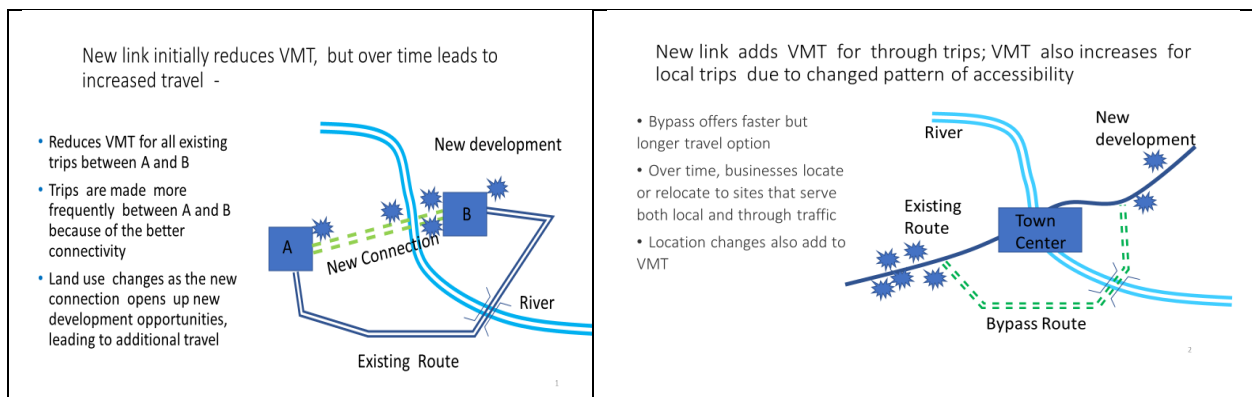 New link initially reduces VMT, but over time leads to
increased travel -
• Reduces VMT for all existing
trips between A and B
• Trips are made more
frequently between A and B
because of the better
connectivity
• Land use changes as the new
connection opens up new
development opportunities,
leading to additional travel
New development
B
A
New Connection
River
Existing Route
1
New link adds VMT for through trips; VMT also increases for
local trips due to changed pattern of accessibility
• Bypass offers faster but
longer travel option
• Over time, businesses locate
or relocate to sites that serve
both local and through traffic
• Location changes also add to
VMT
River
New
development
Existing
Route
Town
Center
Bypass Route
2